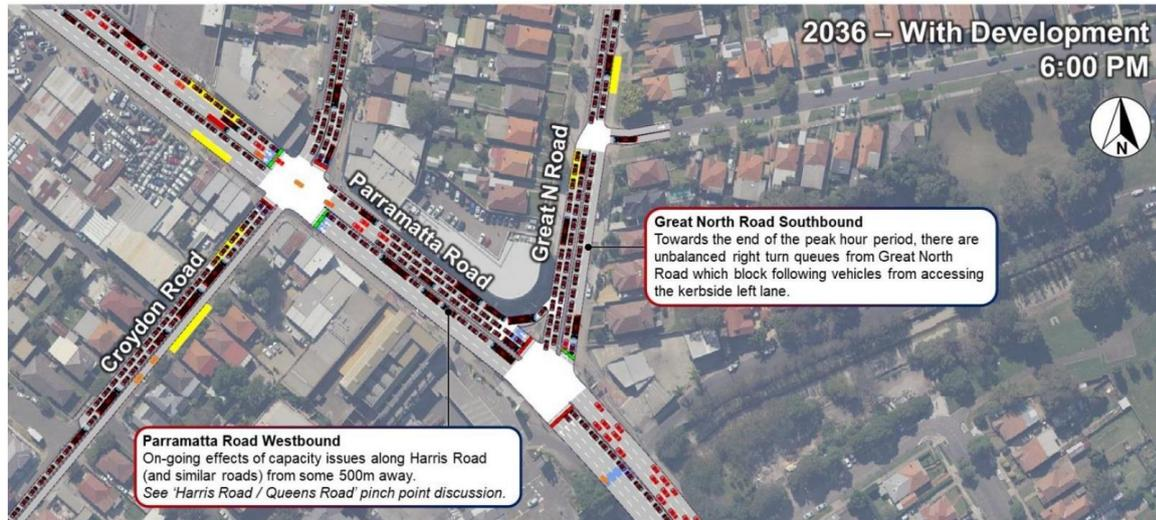 2036 – With Development
6:00 PM
N
Great N Road
Parramatta Road
Croydon Road
Great North Road Southbound
Towards the end of the peak hour period, there are
unbalanced right turn queues from Great North
Road which block following vehicles from accessing
the kerbside left lane.
Parramatta Road Westbound
On-going effects of capacity issues along Harris Road
(and similar roads) from some 500m away.
See ‘Harris Road / Queens Road’ pinch point discussion.